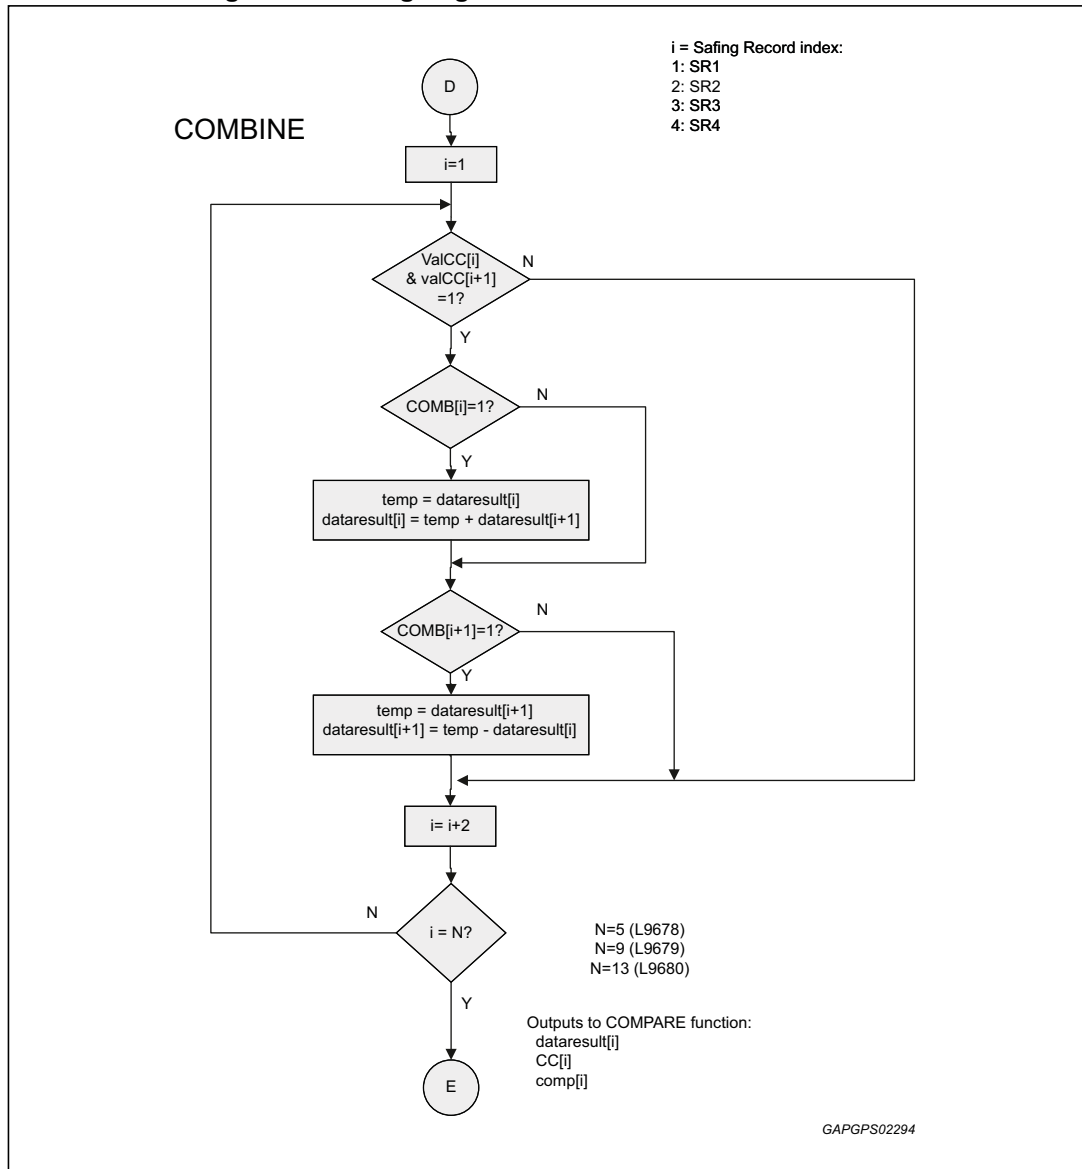 i = Safing Record index:
1: SR1
2: SR2
3: SR3
4: SR4
D
COMBINE
i=1
ValCC[i]
& valCC[i+1]
=1?
N
Y
COMB[i]=1?
N
Y
temp = dataresult[i]
dataresult[i] = temp + dataresult[i+1]
COMB[i+1]=1?
N
Y
temp = dataresult[i+1]
dataresult[i+1] = temp - dataresult[i]
i= i+2
i = N?
N
Y
N=5 (L9678)
N=9 (L9679)
N=13 (L9680)
Outputs to COMPARE function:
dataresult[i]
CC[i]
comp[i]
E
GAPGPS02294